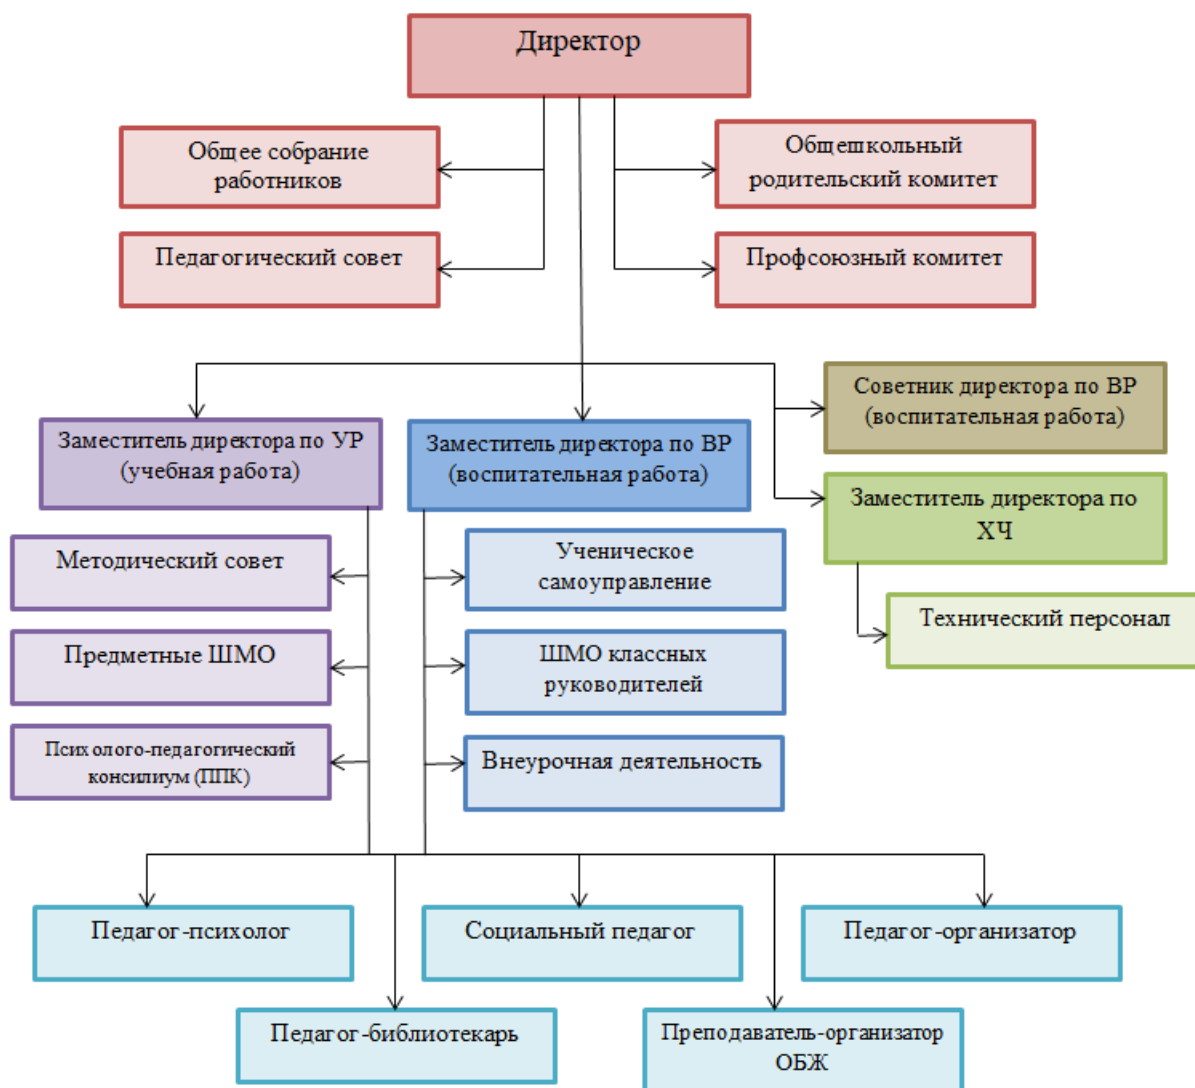 Директор
Общее собрание
работников
Общешкольный
родительский комитет
Педагогический совет
Профсоюзный комитет
Советник директора по ВР
(воспитательная работа)
Заместитель директора по УР
(учебная работа)
Заместитель директора по ВР
(воспитательная работа)
Заместитель директора по
ХЧ
Методический совет
Ученическое
самоуправление
Технический персонал
Предметные ШМО
ШМО классных
руководителей
Психолого-педагогический
консилиум (ППК)
Внеурочная деятельность
Педагог-психолог
Социальный педагог
Педагог-организатор
Педагог-библиотекарь
Преподаватель-организатор
ОБЖ